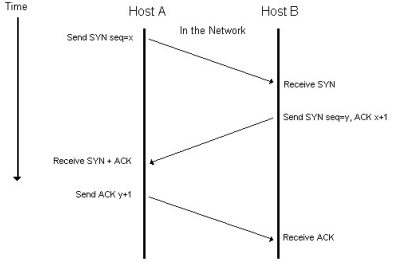 Time
Host A
Host B
In the Network
Send SYN seq=x
Receive SYN
Send SYN seq=y, ACK x+1
Receive SYN + ACK
Send ACK y+1
Receive ACK